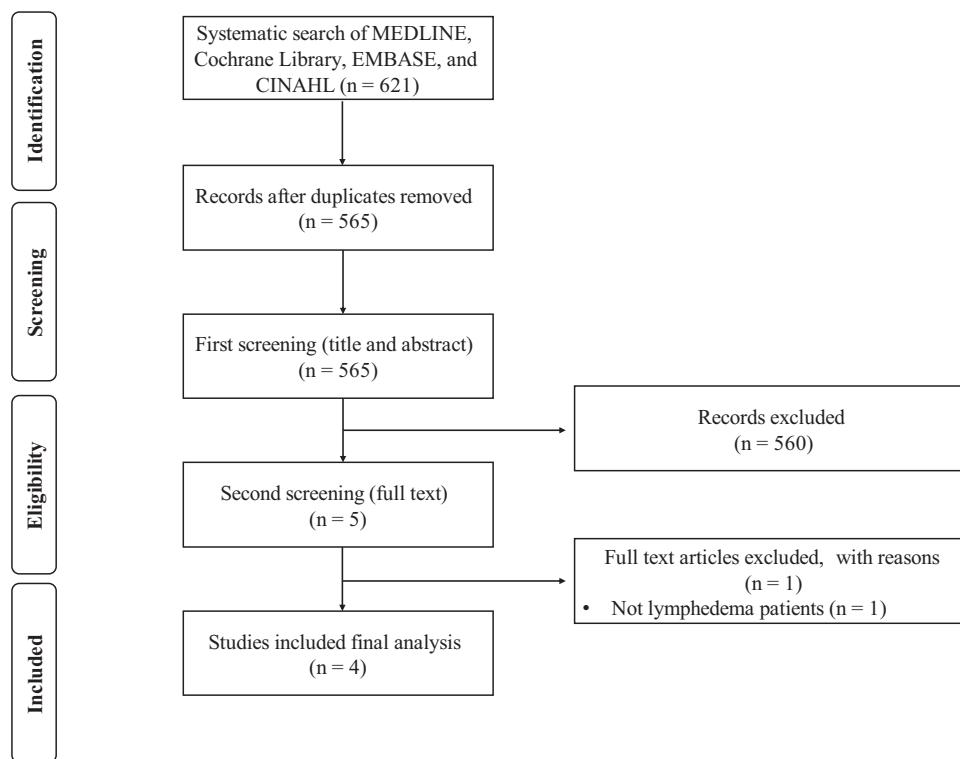 Identification
Systematic search of MEDLINE,
Cochrane Library, EMBASE, and
CINAHL (n = 621)
Screening
Records after duplicates removed
(n = 565)
First screening (title and abstract)
(n = 565)
Eligibility
Records excluded
(n = 560)
Second screening (full text)
(n = 5)
Full text articles excluded, with reasons
(n = 1)
• Not lymphedema patients (n = 1)
Included
Studies included final analysis
(n = 4)